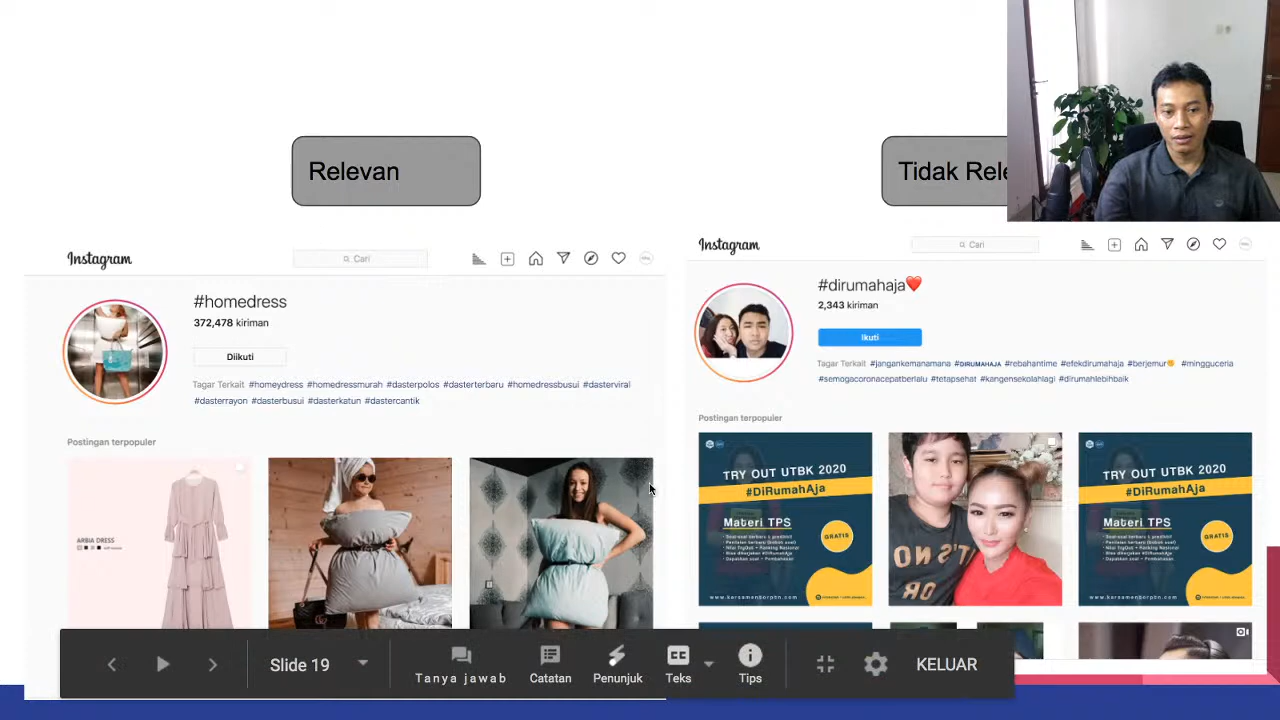 Relevan
Tidak Rele
Instagram
Cari
#homedress
372,478 kiriman
Diikuti
Tagar Terkait #homeydress #homedressmurah #dasterpolos #dasterterbaru #homedressbusui #dasterviral
#dasterrayon #dasterbusui #dasterkatun #dastercantik
Postingan terpopuler
ARBIA DRESS
Instagram
Cari
#dirumahaja❤️
2,343 kiriman
Ikuti
Tagar Terkait #jangankemanamana #DIRUMAHAJA #rebahantime #efekdirumahaja #berjemur☀ #mingguceria
#semogacoronacepatberlalu #tetapsehat #kangensekolahlagi #dirumahlebihbaik
Postingan terpopuler
TRY OUT UTBK 2020
#DiRumahAja
Materi TPS
GRATIS
IT'S
NOW
OR
TRY OUT UTBK 2020
#DiRumahAja
Materi TPS
GRATIS
Slide 19
Tanya jawab
Catatan
Penunjuk
Teks
Tips
KELUAR